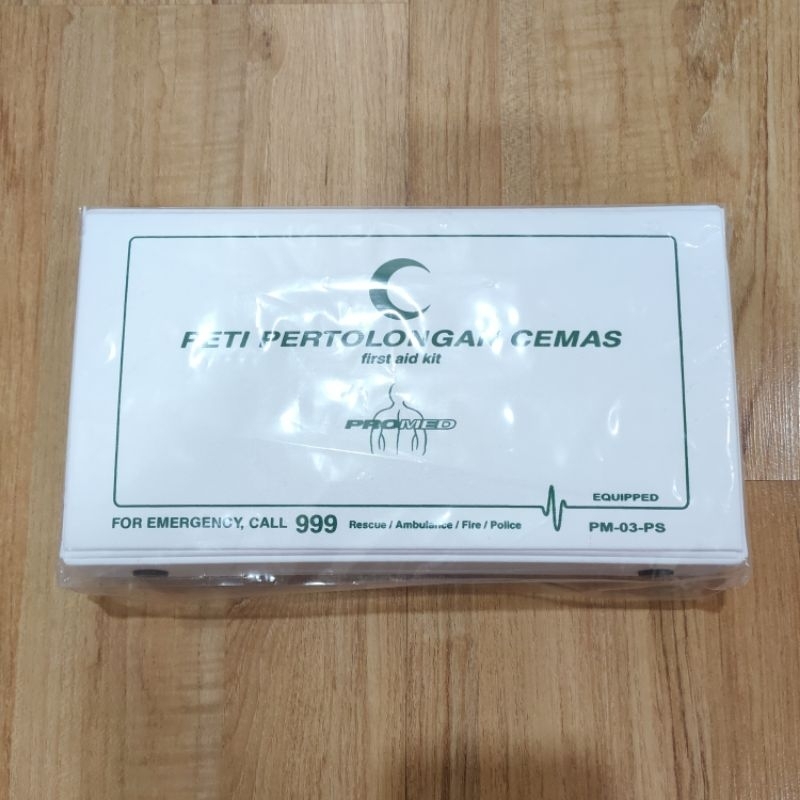 PETI PERTOLONGAN CEMAS
first aid kit
PROMED
EQUIPPED
FOR EMERGENCY, CALL 999 Rescue / Ambulance / Fire / Police
PM-03-PS